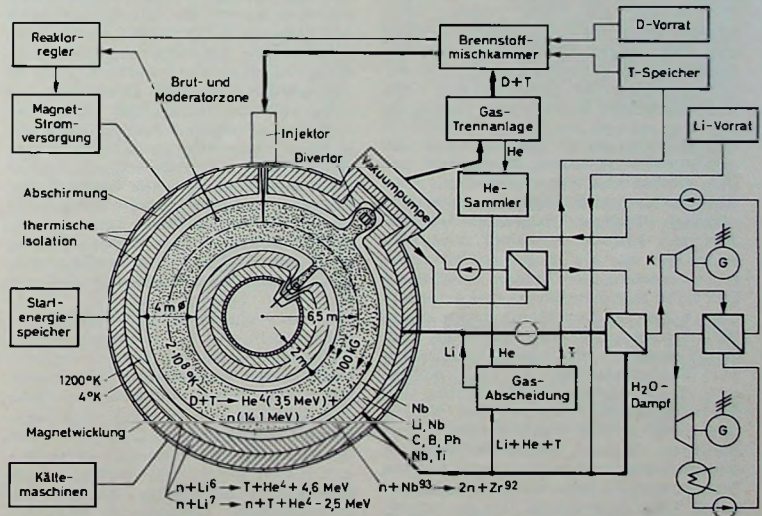 Reaktor-
regler
Magnet-
Strom-
versorgung
Brut- und
Moderatorzone
Injektor
Divertor
Vakuumpumpe
Brennstoff-
mischkammer
D+T
Gas-
Trennanlage
He
He-
Sammler
D-Vorrat
T-Speicher
Li-Vorrat
Abschirmung
thermische
Isolation
Start
energie
speicher
4 m ø
6,5 m
2 m
100 kG
2·10⁸ °K
D+T → He⁴ (3,5 MeV) +
n (14,1 MeV)
1200°K
4°K
Magnetwicklung
Kälte-
maschinen
Nb
Li, Nb
C, B, Pb
Nb, Ti
Li
He
T
Gas-
Abscheidung
Li+He+T
K
G
H₂O-
Dampf
G
n+Li⁶ → T+He⁴+4,6 MeV
n+Li⁷ → n+T+He⁴-2,5 MeV
n+Nb⁹³ → 2n+Zr⁹²